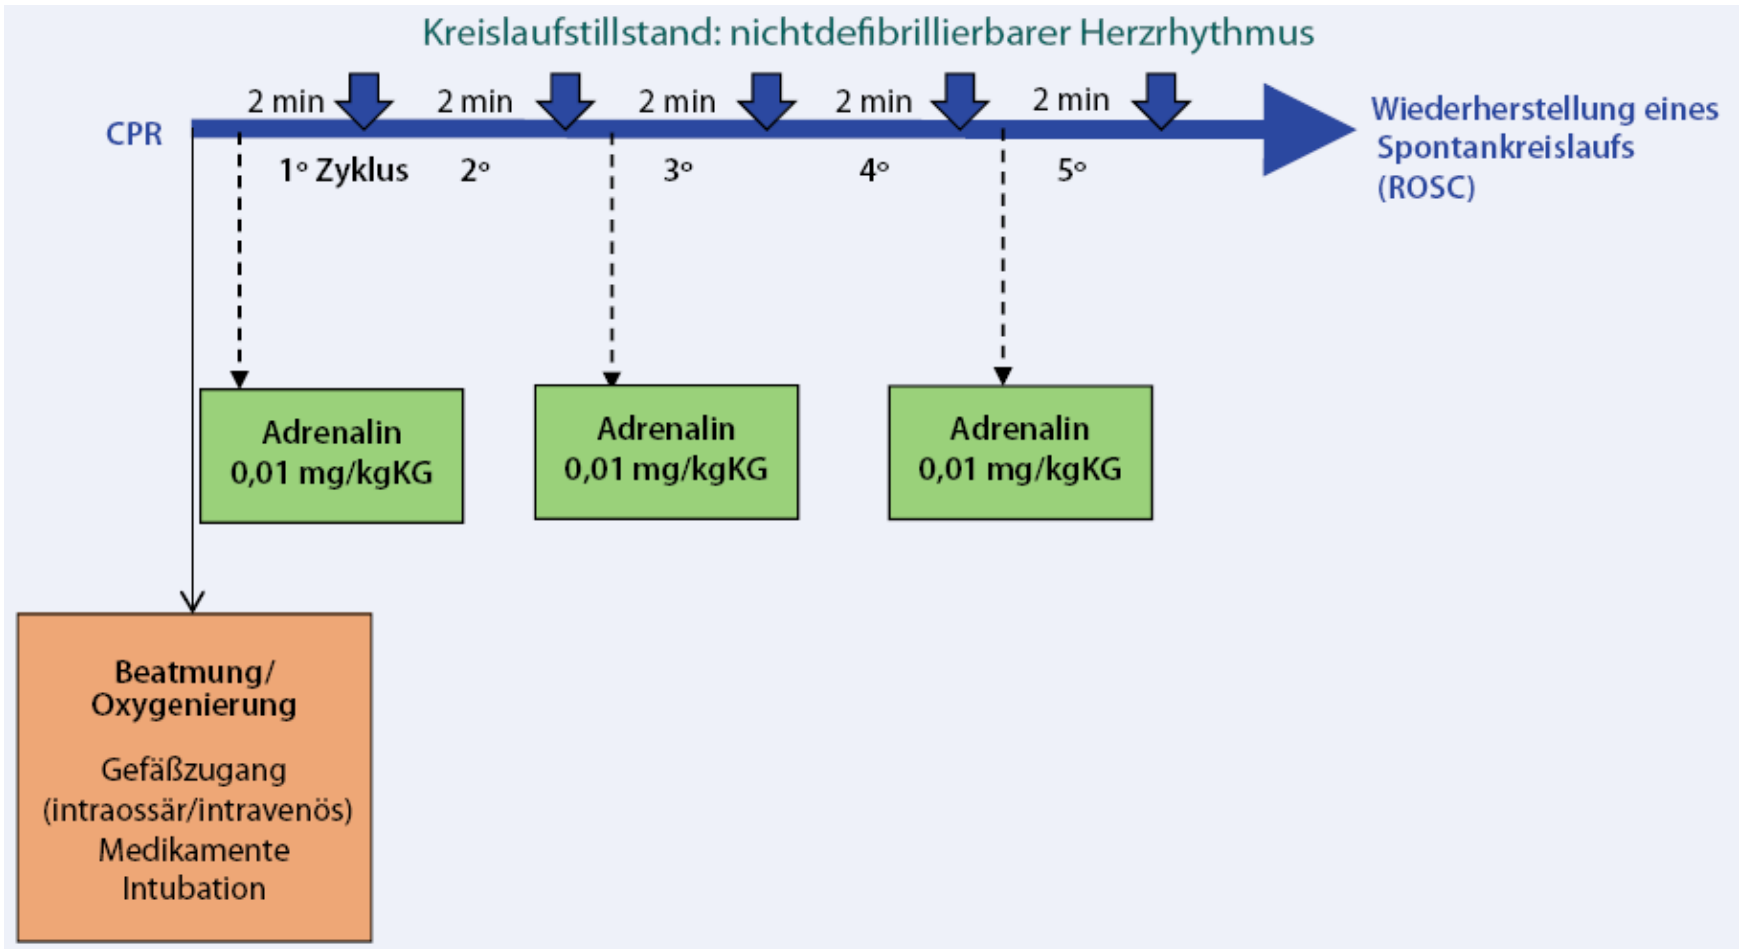 Kreislaufstillstand: nichtdefibrillierbarer Herzrhythmus
2 min 2 min 2 min 2 min 2 min
CPR
1° Zyklus 2° 3° 4° 5°
Wiederherstellung eines
Spontankreislaufs
(ROSC)
Adrenalin
0,01 mg/kgKG
Adrenalin
0,01 mg/kgKG
Adrenalin
0,01 mg/kgKG
Beatmung/
Oxygenierung
Gefäßzugang
(intraossär/intravenös)
Medikamente
Intubation